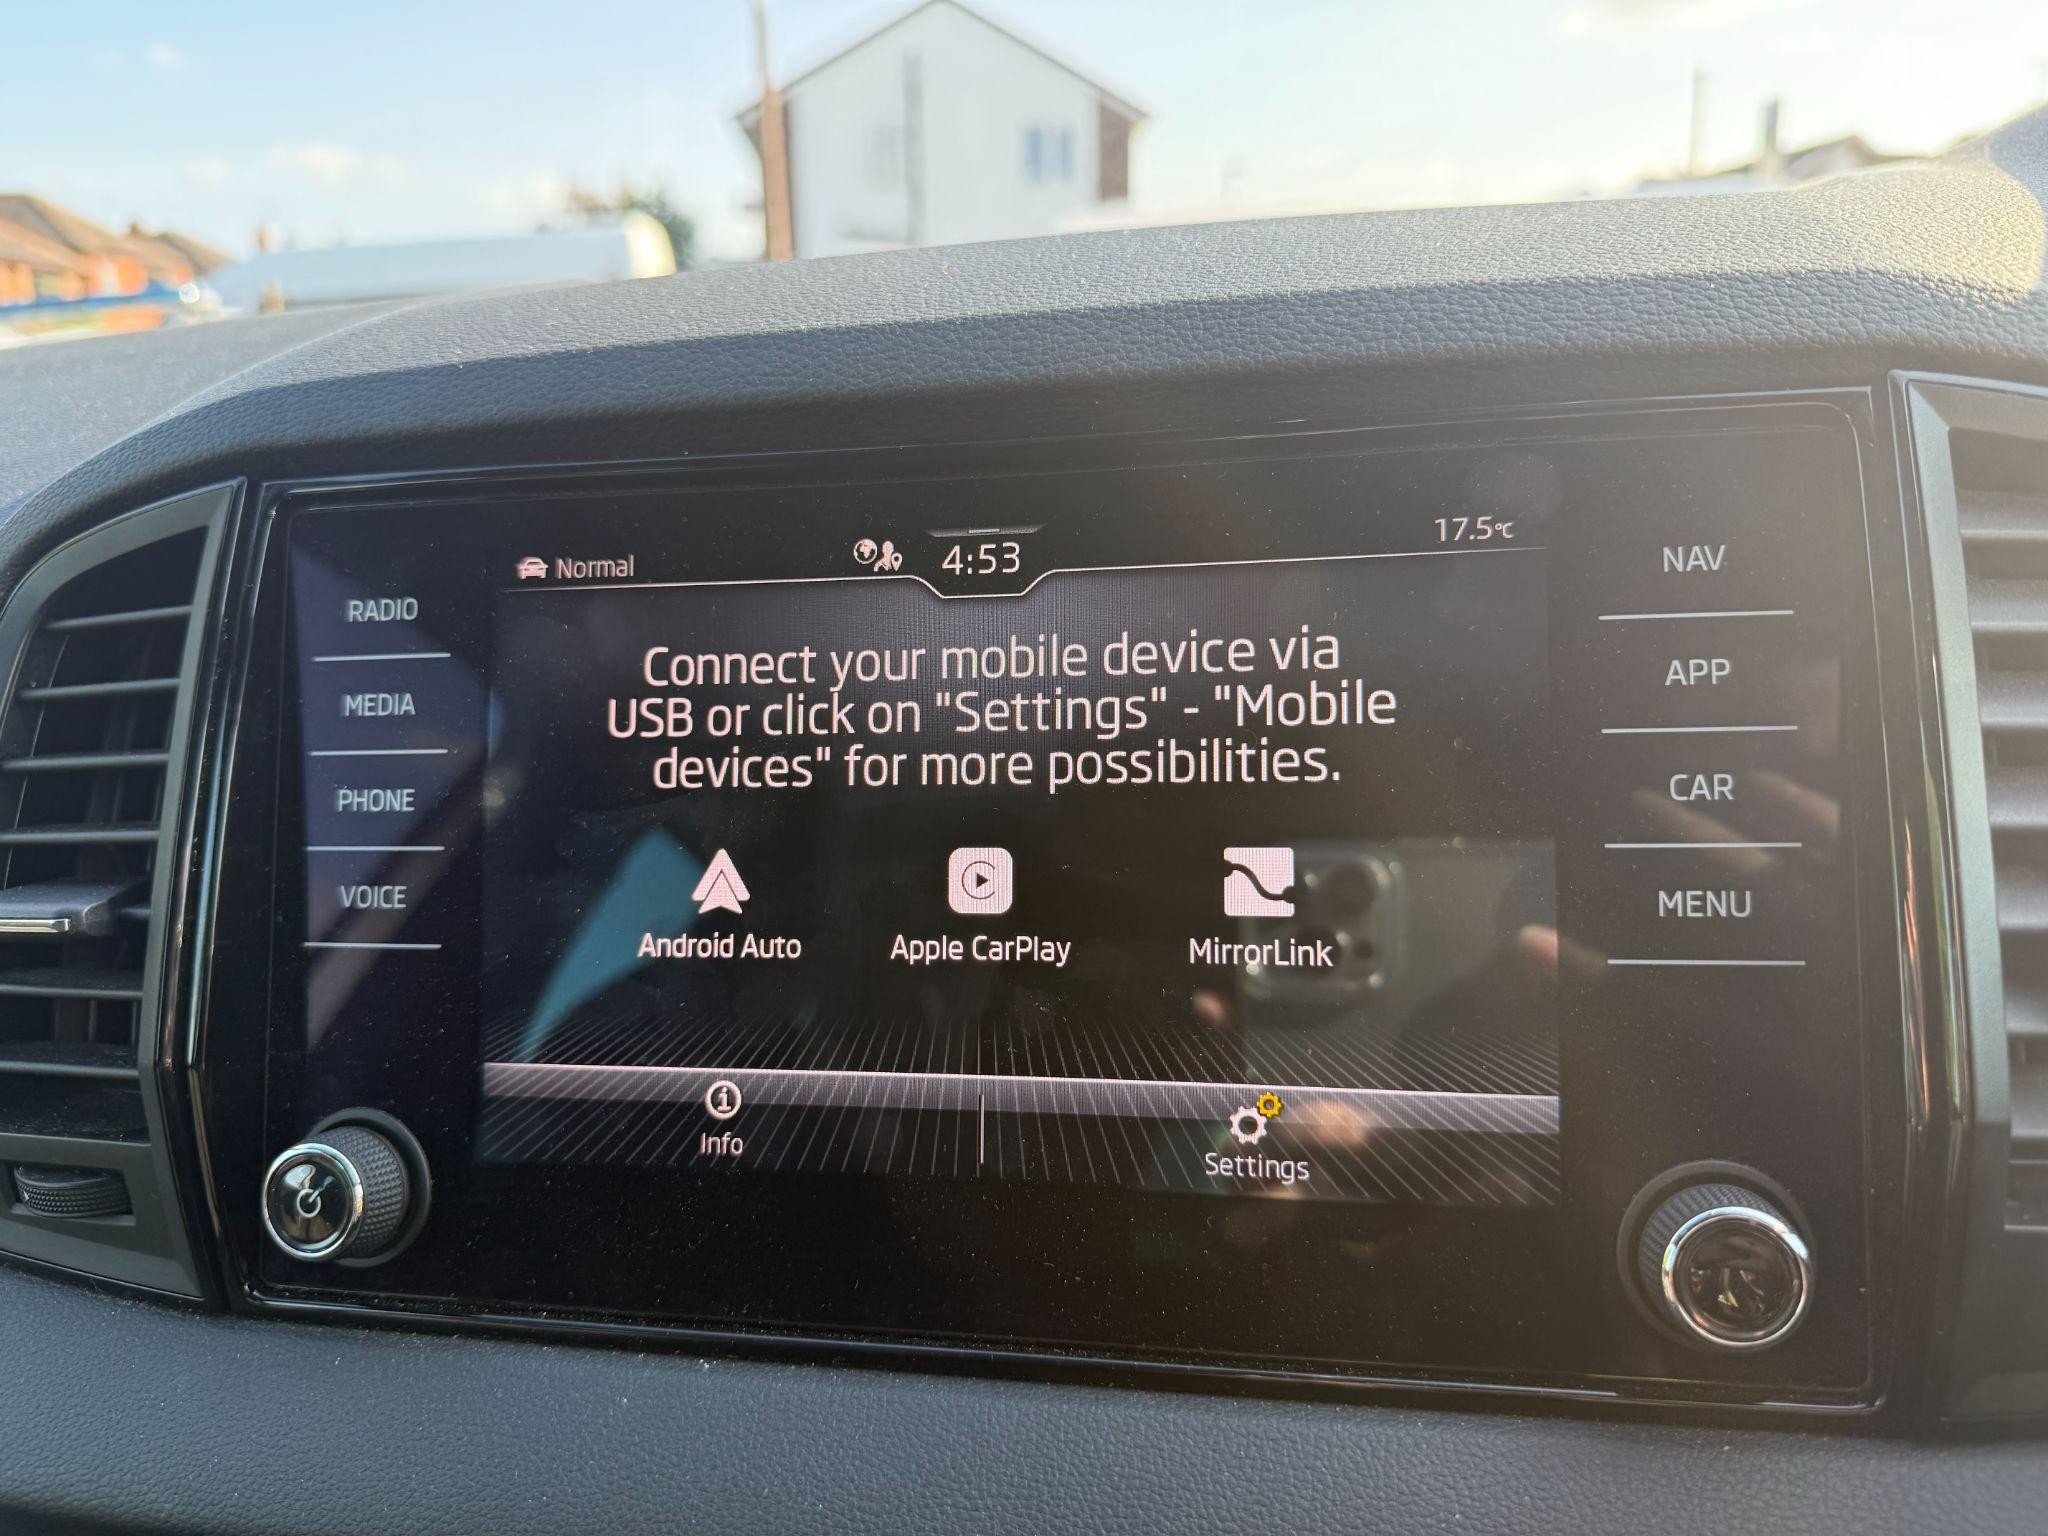 Normal
4:53
17.5°C
RADIO
MEDIA
PHONE
VOICE
Connect your mobile device via
USB or click on "Settings" - "Mobile
devices" for more possibilities.
Android Auto
Apple CarPlay
MirrorLink
Info
Settings
NAV
APP
CAR
MENU